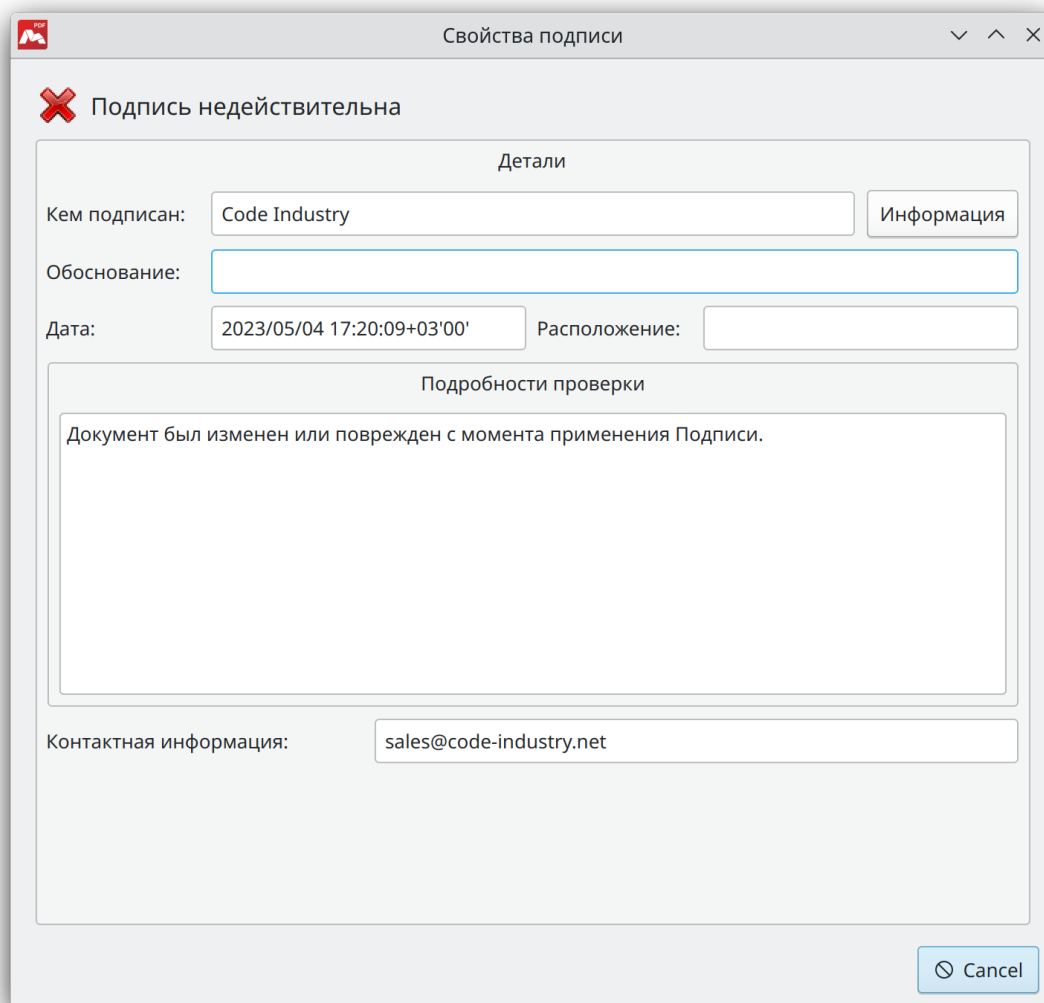 PDF
Свойства подписи
Подпись недействительна
Детали
Кем подписан: Code Industry Информация
Обоснование:
Дата: 2023/05/04 17:20:09+03'00' Расположение:
Подробности проверки
Документ был изменен или поврежден с момента применения Подписи.
Контактная информация: sales@code-industry.net
Cancel